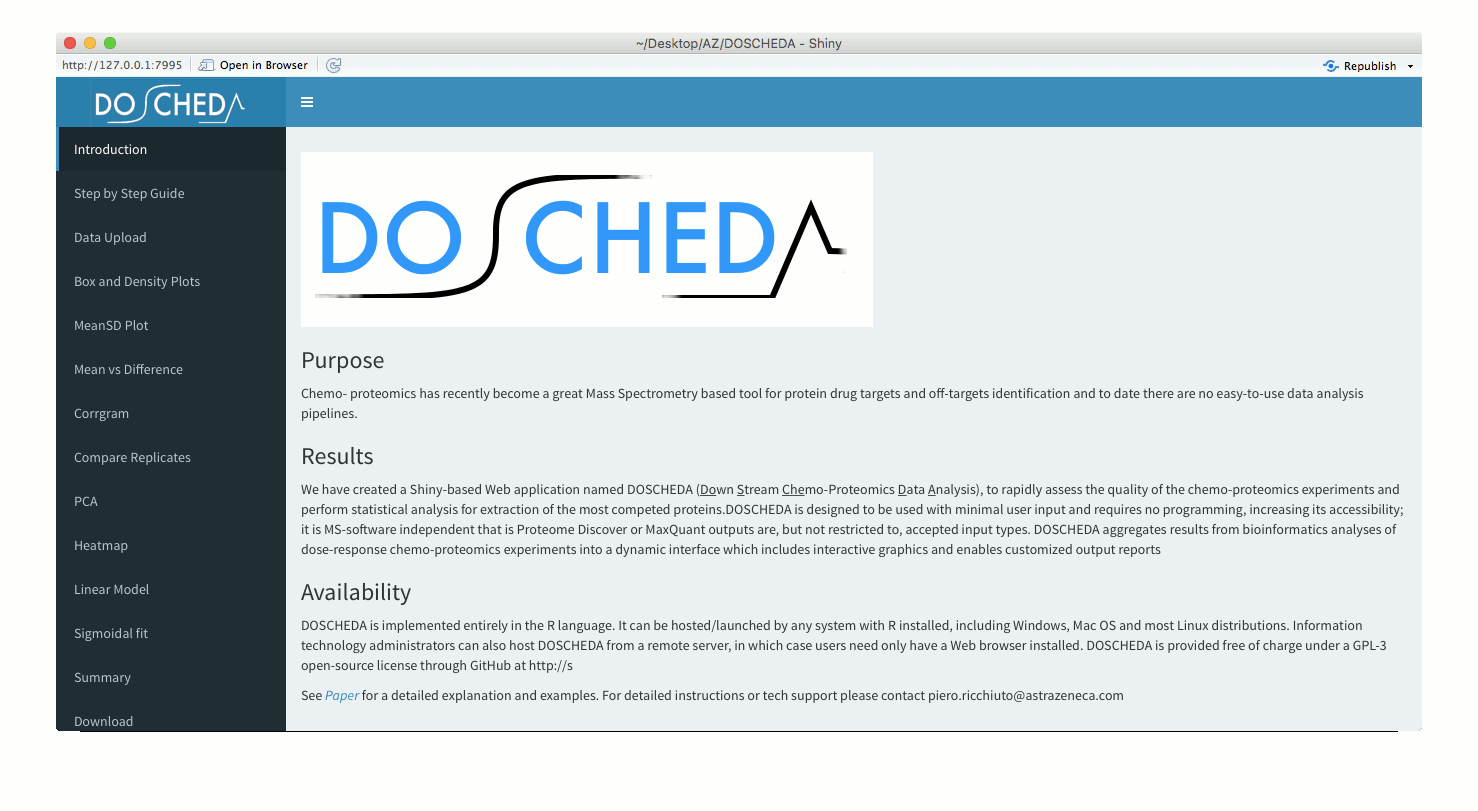 ~/Desktop/AZ/DOSCHEDA - Shiny
http://127.0.0.1:7995 Open in Browser Republish
DOSCHEDA
Introduction
Step by Step Guide
Data Upload
Box and Density Plots
MeanSD Plot
Mean vs Difference
Corrgram
Compare Replicates
PCA
Heatmap
Linear Model
Sigmoidal fit
Summary
Download
DOSCHEDA
Purpose
Chemo- proteomics has recently become a great Mass Spectrometry based tool for protein drug targets and off-targets identification and to date there are no easy-to-use data analysis
pipelines.
Results
We have created a Shiny-based Web application named DOSCHEDA (Down Stream Chemo-Proteomics Data Analysis), to rapidly assess the quality of the chemo-proteomics experiments and
perform statistical analysis for extraction of the most competed proteins.DOSCHEDA is designed to be used with minimal user input and requires no programming, increasing its accessibility;
it is MS-software independent that is Proteome Discover or MaxQuant outputs are, but not restricted to, accepted input types. DOSCHEDA aggregates results from bioinformatics analyses of
dose-response chemo-proteomics experiments into a dynamic interface which includes interactive graphics and enables customized output reports
Availability
DOSCHEDA is implemented entirely in the R language. It can be hosted/launched by any system with R installed, including Windows, Mac OS and most Linux distributions. Information
technology administrators can also host DOSCHEDA from a remote server, in which case users need only have a Web browser installed. DOSCHEDA is provided free of charge under a GPL-3
open-source license through GitHub at http://s
See Paper for a detailed explanation and examples. For detailed instructions or tech support please contact piero.ricchiuto@astrazeneca.com